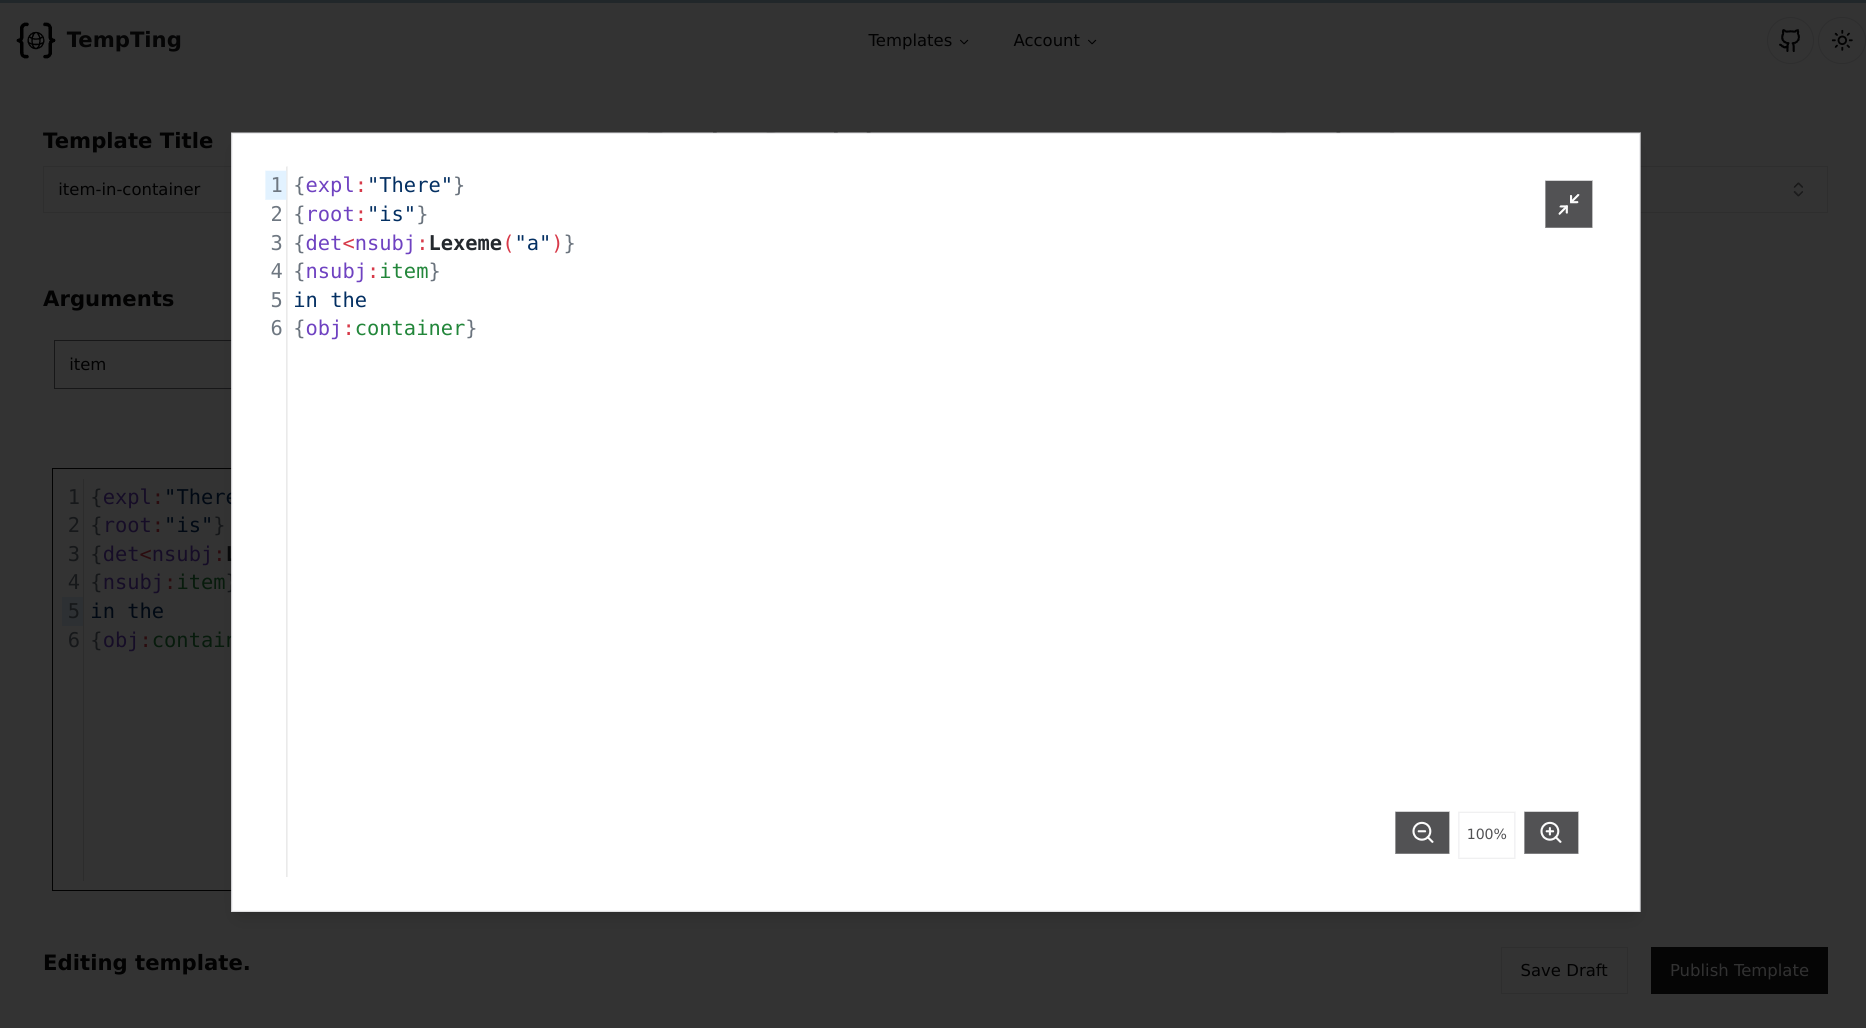 TempTing
Templates
Account
Template Title
item-in-container
Arguments
item
1 {expl:"There
2 {root:"is"}
3 {det<nsubj:
4 {nsubj:item}
5 in the
6 {obj:contain
1 {expl:"There"}
2 {root:"is"}
3 {det<nsubj:Lexeme("a")}
4 {nsubj:item}
5 in the
6 {obj:container}
100%
Editing template.
Save Draft
Publish Template